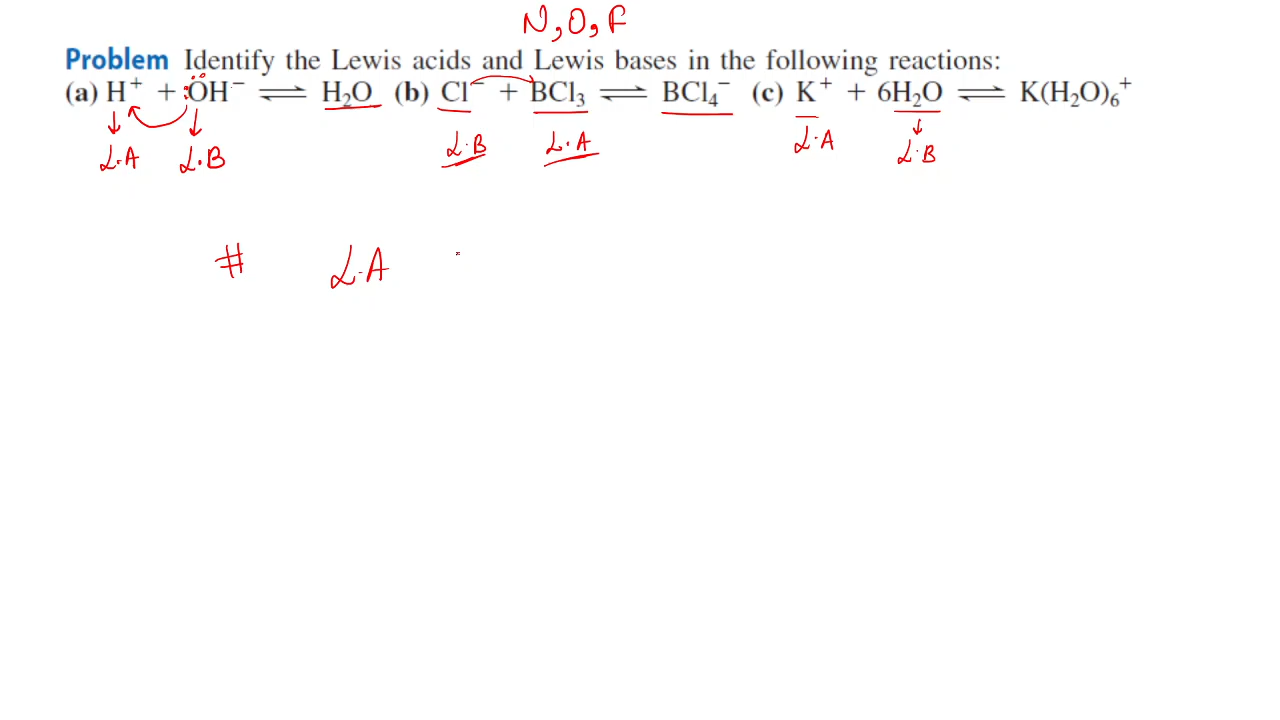 N, O, F
Problem Identify the Lewis acids and Lewis bases in the following reactions:
(a) H⁺ + :ÖH⁻ ⇌ H₂O (b) Cl⁻ + BCl₃ ⇌ BCl₄⁻ (c) K⁺ + 6H₂O ⇌ K(H₂O)₆⁺
L.A L.B L.B L.A L.A L.B
# L.A